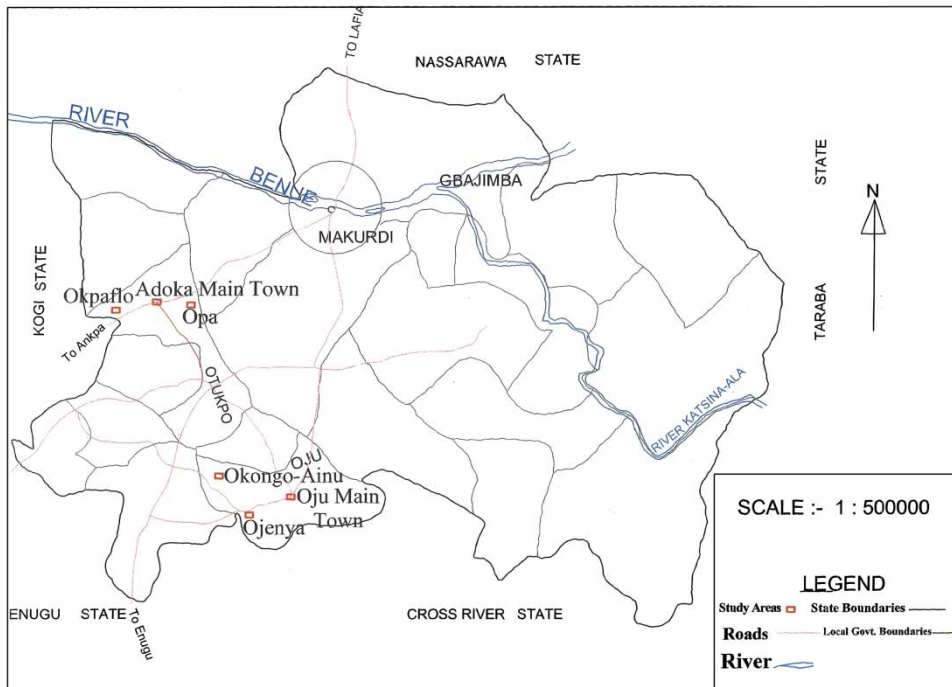 TO LAFIA
NASSARAWA STATE
RIVER
BENUE
GBAJIMBA
MAKURDI
TARABA STATE
N
KOGI STATE
Okpaflo
Adoka Main Town
Opa
To Ankpa
OTUKPO
RIVER KATSINA-ALA
OJU
Okongo-Ainu
Oju Main
Town
Ojenya
ENUGU STATE
To Enugu
CROSS RIVER STATE
SCALE :- 1 : 500000
LEGEND
Study Areas State Boundaries
Roads Local Govt. Boundaries
River